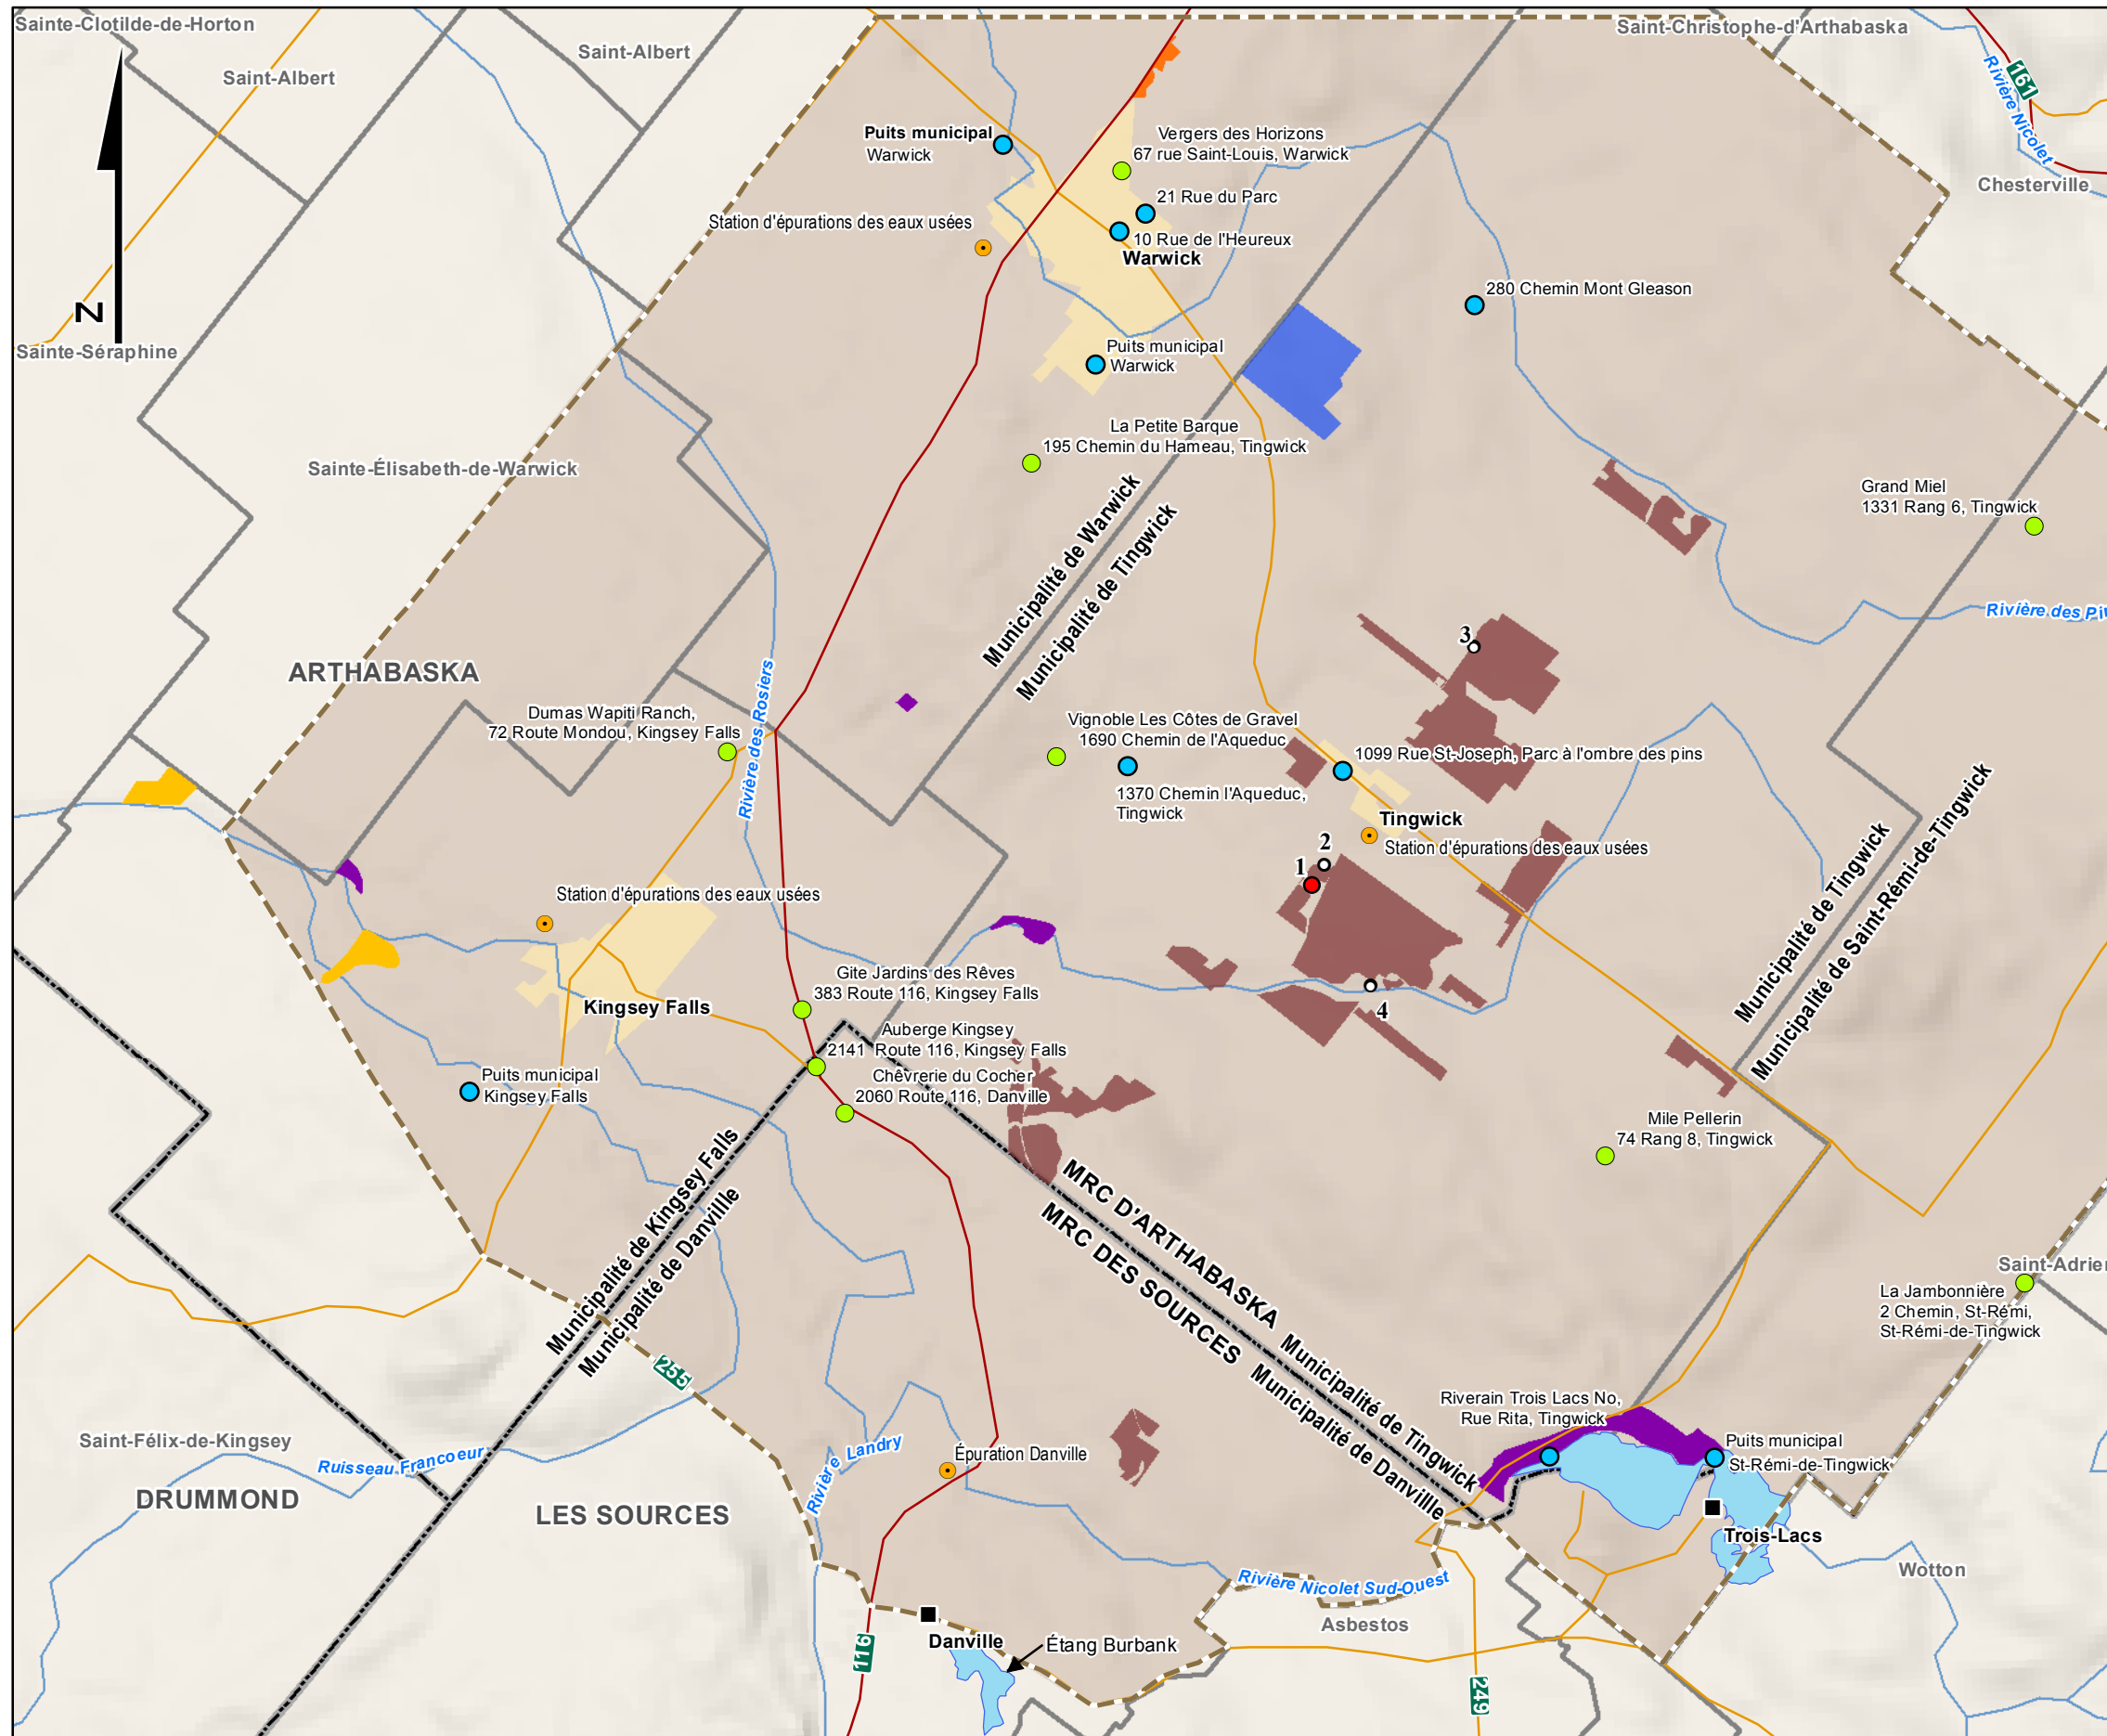 Sainte-Clotilde-de-Horton
Saint-Albert
Saint-Albert
Saint-Christophe-d'Arthabaska
161
Rivière Nicolet
Chesterville
N
Sainte-Séraphine
Puits municipal
Warwick
Vergers des Horizons
67 rue Saint-Louis, Warwick
21 Rue du Parc
Station d'épurations des eaux usées
10 Rue de l'Heureux
Warwick
280 Chemin Mont Gleason
Puits municipal
Warwick
La Petite Barque
195 Chemin du Hameau, Tingwick
Sainte-Élisabeth-de-Warwick
Grand Miel
1331 Rang 6, Tingwick
Municipalité de Warwick
Municipalité de Tingwick
Rivière des
3
ARTHABASKA
Rivière des Rosiers
Dumas Wapiti Ranch,
72 Route Mondou, Kingsey Falls
Vignoble Les Côtes de Gravel
1690 Chemin de l'Aqueduc
1099 Rue St-Joseph, Parc à l'ombre des pins
1370 Chemin l'Aqueduc,
Tingwick
Tingwick
Station d'épurations des eaux usées
2
1
Municipalité de Tingwick
Municipalité de Saint-Rémi-de-Tingwick
Station d'épurations des eaux usées
Gite Jardins des Rêves
383 Route 116, Kingsey Falls
Kingsey Falls
4
Auberge Kingsey
2141 Route 116, Kingsey Falls
Chêvrerie du Cocher
2060 Route 116, Danville
Puits municipal
Kingsey Falls
Mile Pellerin
74 Rang 8, Tingwick
Municipalité de Kingsey Falls
Municipalité de Danvillle
MRC D'ARTHABASKA
Municipalité de Tingwick
MRC DES SOURCES
Municipalité de Danvillle
Saint-Adrien
La Jambonnière
2 Chemin, St-Rémi,
St-Rémi-de-Tingwick
255
Riverain Trois Lacs No,
Rue Rita, Tingwick
Puits municipal
St-Rémi-de-Tingwick
Saint-Félix-de-Kingsey
Ruisseau Francoeur
Rivière Landry
Épuration Danville
DRUMMOND
LES SOURCES
Trois-Lacs
Wotton
Rivière Nicolet Sud-Ouest
Asbestos
Danville
Étang Burbank
116
249